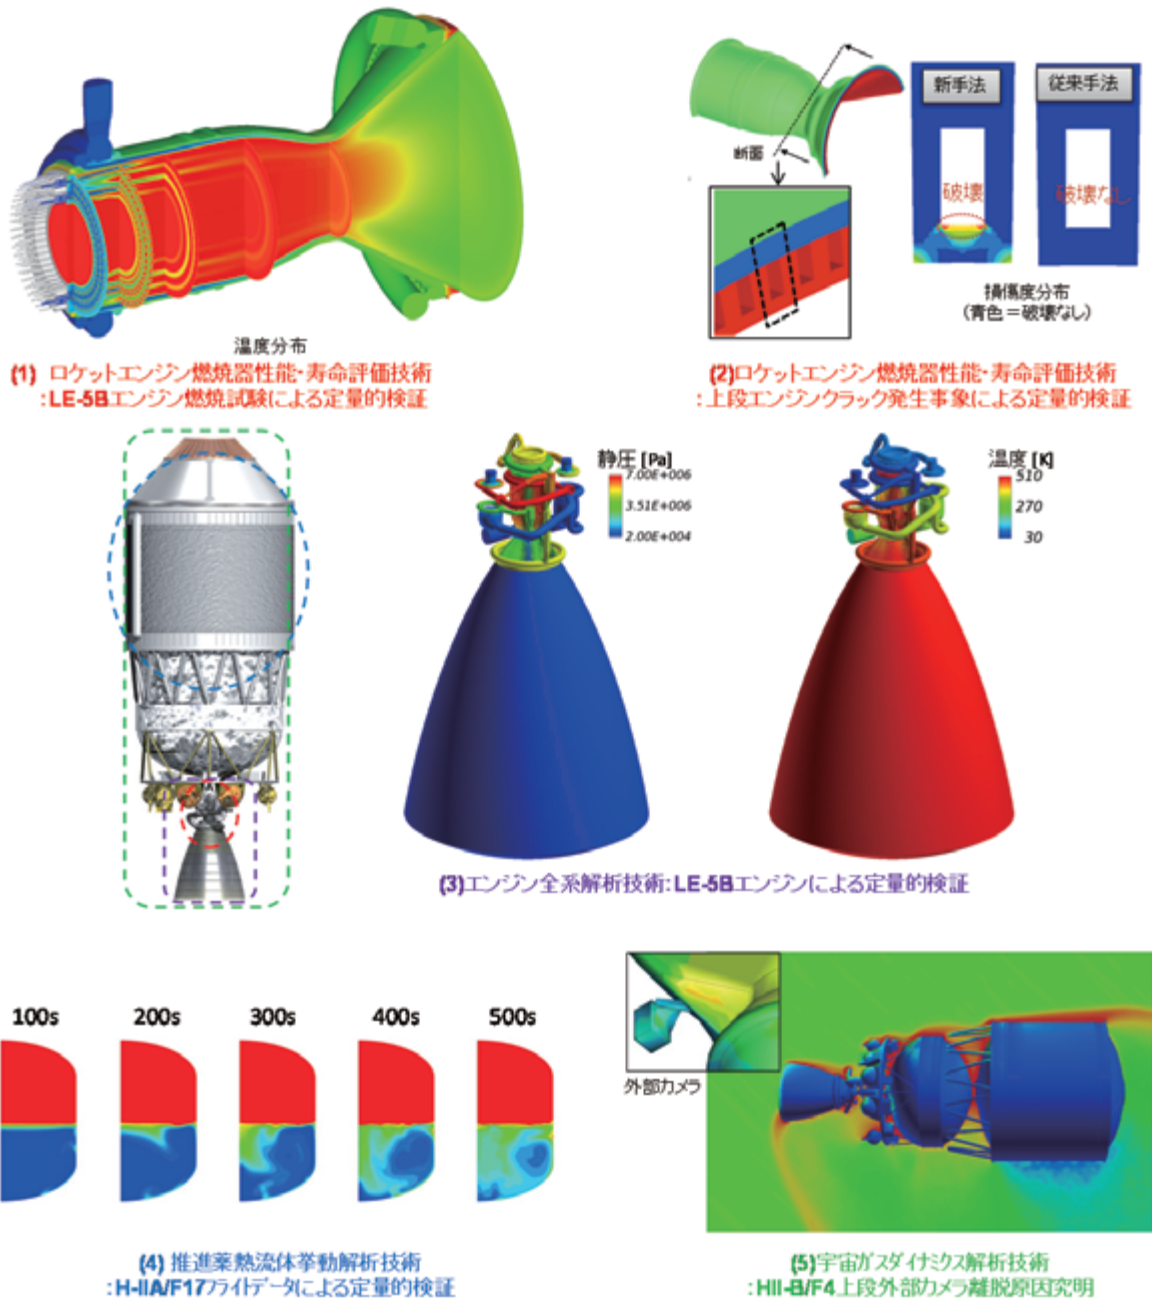 温度分布
(1) ロケットエンジン燃焼器性能・寿命評価技術
:LE-5Bエンジン燃焼試験による定量的検証
断面
新手法
従来手法
破壊
破壊なし
損傷度分布
(青色=破壊なし)
(2)ロケットエンジン燃焼器性能・寿命評価技術
:上段エンジンクラック発生事象による定量的検証
静圧 [Pa]
7.00E+006
3.51E+006
2.00E+004
温度 [K]
510
270
30
(3)エンジン全系解析技術:LE-5Bエンジンによる定量的検証
100s
200s
300s
400s
500s
(4) 推進薬熱流体挙動解析技術
:H-IIA/F17フライトデータによる定量的検証
外部カメラ
(5)宇宙ガスダイナミクス解析技術
:HII-B/F4上段外部カメラ離脱原因究明